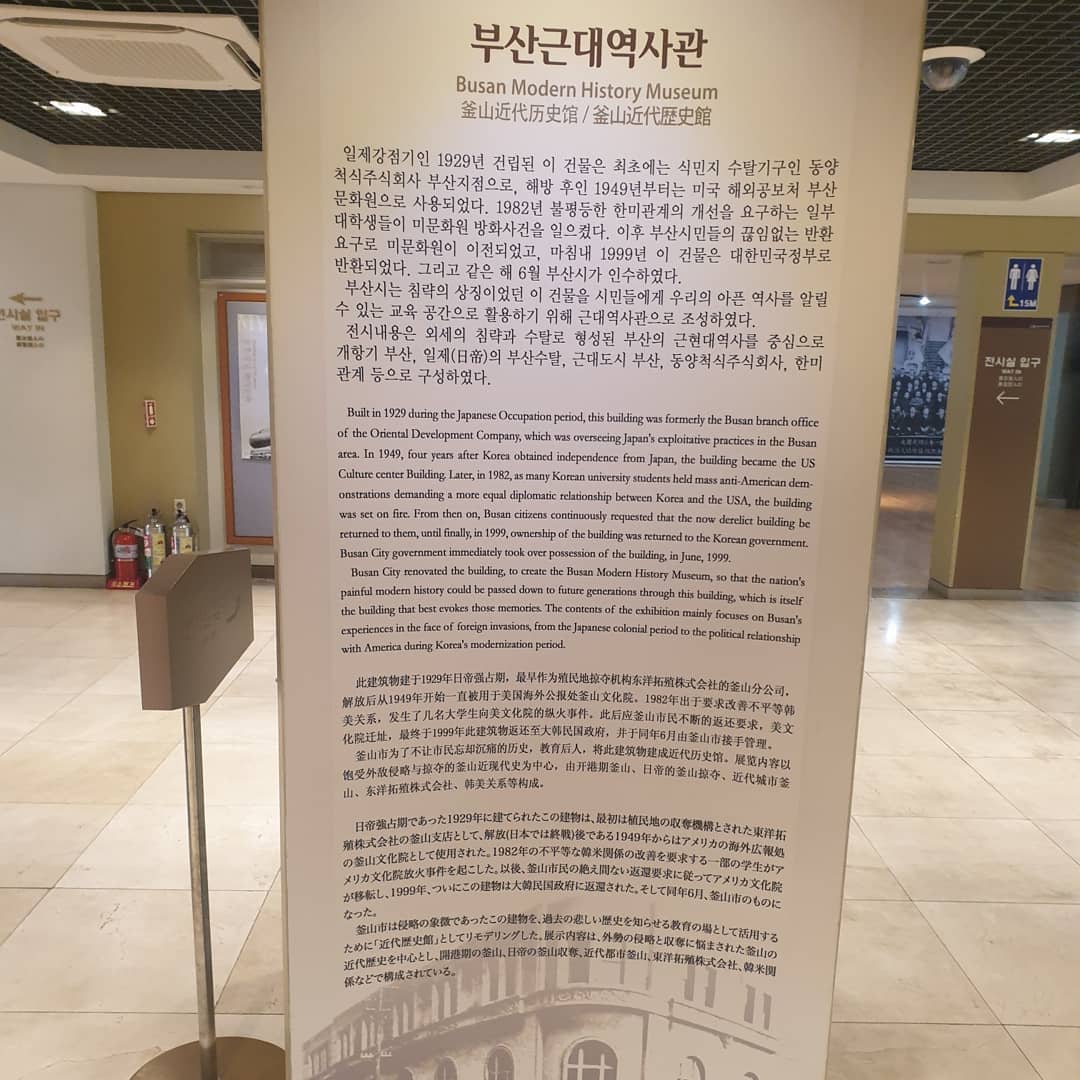 부산근대역사관
Busan Modern History Museum
釜山近代历史馆 / 釜山近代歴史館
일제강점기인 1929년 건립된 이 건물은 최초에는 식민지 수탈기구인 동양
척식주식회사 부산지점으로, 해방 후인 1949년부터는 미국 해외공보처 부산
문화원으로 사용되었다. 1982년 불평등한 한미관계의 개선을 요구하는 일부
대학생들이 미문화원 방화사건을 일으켰다. 이후 부산시민들의 끊임없는 반환
요구로 미문화원이 이전되었고, 마침내 1999년 이 건물은 대한민국정부로
반환되었다. 그리고 같은 해 6월 부산시가 인수하였다.
부산시는 침략의 상징이었던 이 건물을 시민들에게 우리의 아픈 역사를 알릴
수 있는 교육 공간으로 활용하기 위해 근대역사관으로 조성하였다.
전시내용은 외세의 침략과 수탈로 형성된 부산의 근현대역사를 중심으로
개항기 부산, 일제(日帝)의 부산수탈, 근대도시 부산, 동양척식주식회사, 한미
관계 등으로 구성하였다.
Built in 1929 during the Japanese Occupation period, this building was formerly the Busan branch office
of the Oriental Development Company, which was overseeing Japan's exploitative practices in the Busan
area. In 1949, four years after Korea obtained independence from Japan, the building became the US
Culture center Building. Later, in 1982, as many Korean university students held mass anti-American dem-
onstrations demanding a more equal diplomatic relationship between Korea and the USA, the building
was set on fire. From then on, Busan citizens continuously requested that the now derelict building be
returned to them, until finally, in 1999, ownership of the building was returned to the Korean government.
Busan City government immediately took over possession of the building, in June, 1999.
Busan City renovated the building, to create the Busan Modern History Museum, so that the nation's
painful modern history could be passed down to future generations through this building, which is itself
the building that best evokes those memories. The contents of the exhibition mainly focuses on Busan's
experiences in the face of foreign invasions, from the Japanese colonial period to the political relationship
with America during Korea's modernization period.
此建筑物建于1929年日帝强占期，最早作为殖民地掠夺机构东洋拓殖株式会社的釜山分公司，
解放后从1949年开始一直被用于美国海外公报处釜山文化院。1982年出于要求改善不平等韩
美关系，发生了几名大学生向美文化院的纵火事件。此后应釜山市民不断的返还要求，美文
化院迁址，最终于1999年此建筑物返还至大韩民国政府，并于同年6月由釜山市接手管理。
釜山市为了不让市民忘却沉痛的历史，教育后人，将此建筑物建成近代历史馆。展览内容以
饱受外敌侵略与掠夺的釜山近现代史为中心，由开港期釜山、日帝的釜山掠夺、近代城市釜
山、东洋拓殖株式会社、韩美关系等构成。
日帝強占期であった1929年に建てられたこの建物は、最初は植民地の収奪機構とされた東洋拓
殖株式会社の釜山支店として、解放(日本では終戦)後である1949年からはアメリカの海外広報処
の釜山文化院として使用された。1982年の不平等な韓米関係の改善を要求する一部の学生がア
メリカ文化院放火事件を起こした。以後、釜山市民の絶え間ない返還要求に従ってアメリカ文化院
が移転し、1999年、ついにこの建物は大韓民国政府に返還された。そして同年6月、釜山市のものに
なった。
釜山市は侵略の象徴であったこの建物を、過去の悲しい歴史を知らせる教育の場として活用する
ために「近代歴史館」としてリモデリングした。展示内容は、外勢の侵略と収奪に悩まされた釜山の
近代歴史を中心とし、開港期の釜山、日帝の釜山収奪、近代都市釜山、東洋拓殖株式会社、韓米関
係などで構成されている。
전시실 입구
WAY IN
15M
전시실 입구
WAY IN